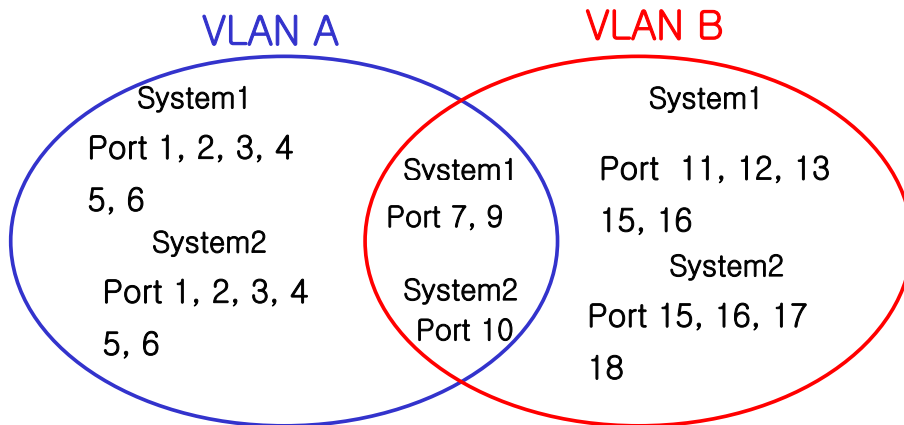 VLAN A
VLAN B
System1
Port 1, 2, 3, 4
5, 6
System2
Port 1, 2, 3, 4
5, 6
System1
Port 7, 9
System2
Port 10
System1
Port 11, 12, 13
15, 16
System2
Port 15, 16, 17
18